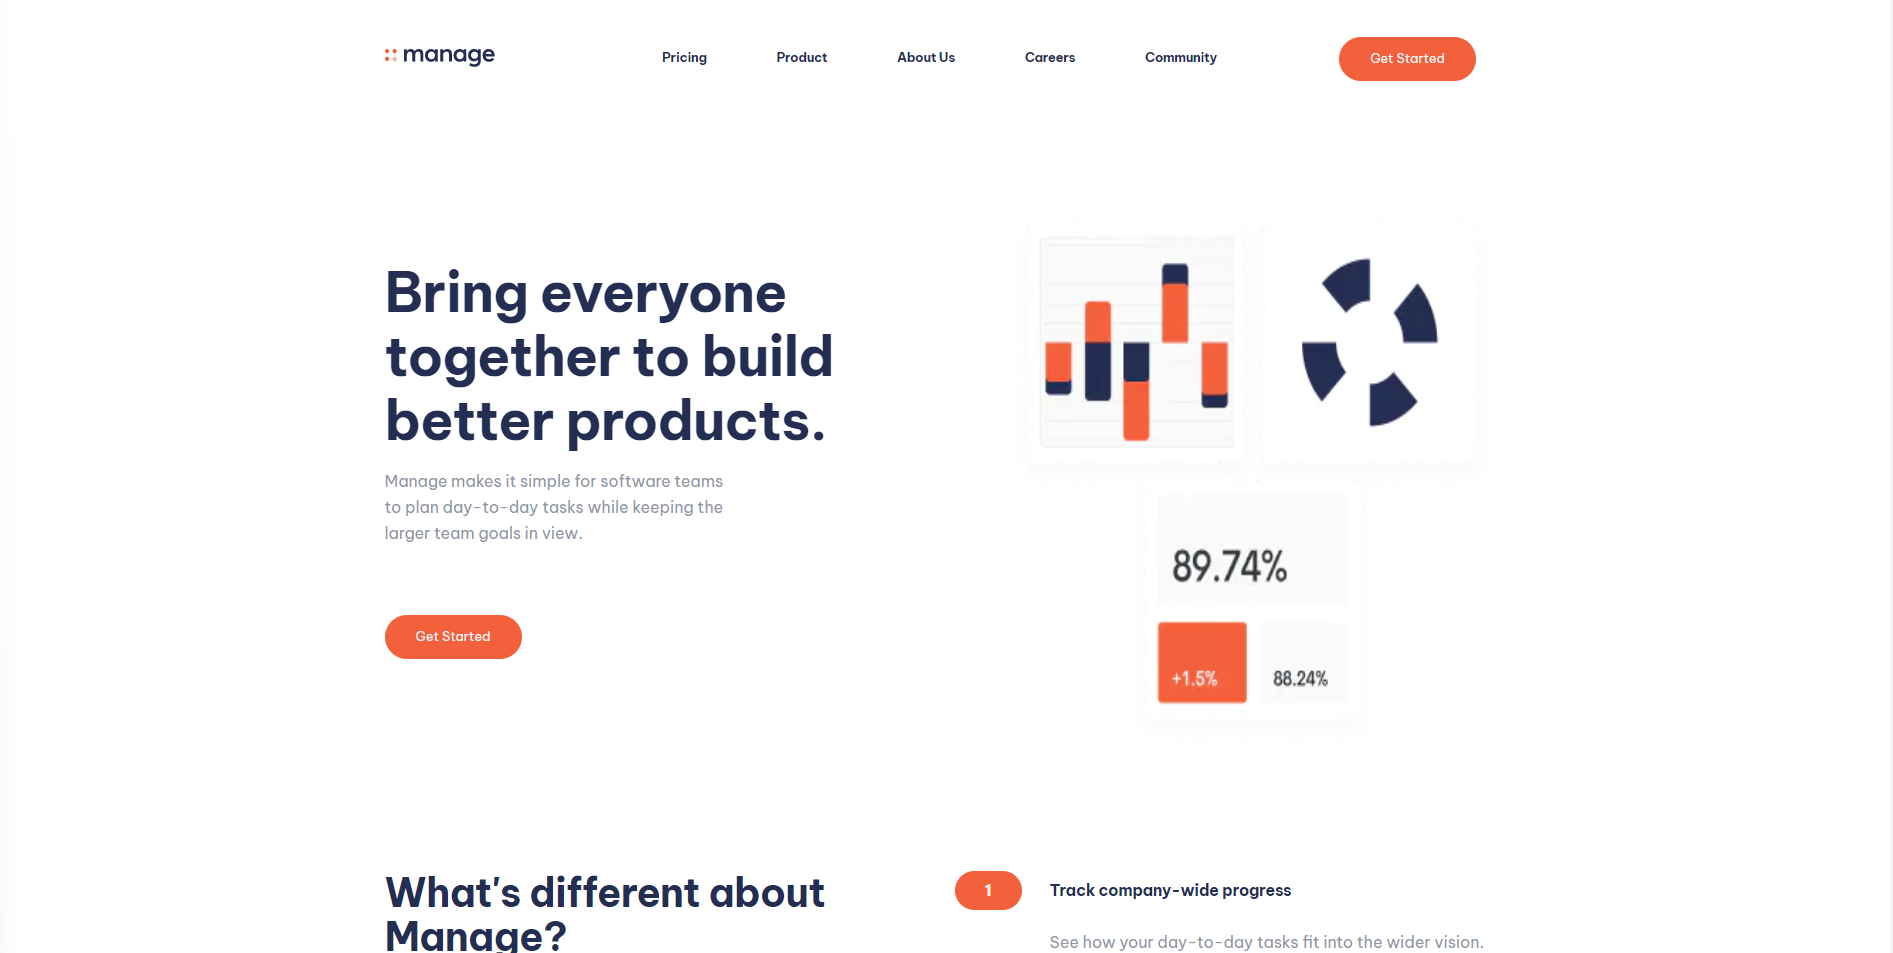 manage
Pricing
Product
About Us
Careers
Community
Get Started
Bring everyone
together to build
better products.
Manage makes it simple for software teams
to plan day-to-day tasks while keeping the
larger team goals in view.
Get Started
89.74%
+1.5%
88.24%
What's different about
Manage?
1
Track company-wide progress
See how your day-to-day tasks fit into the wider vision.